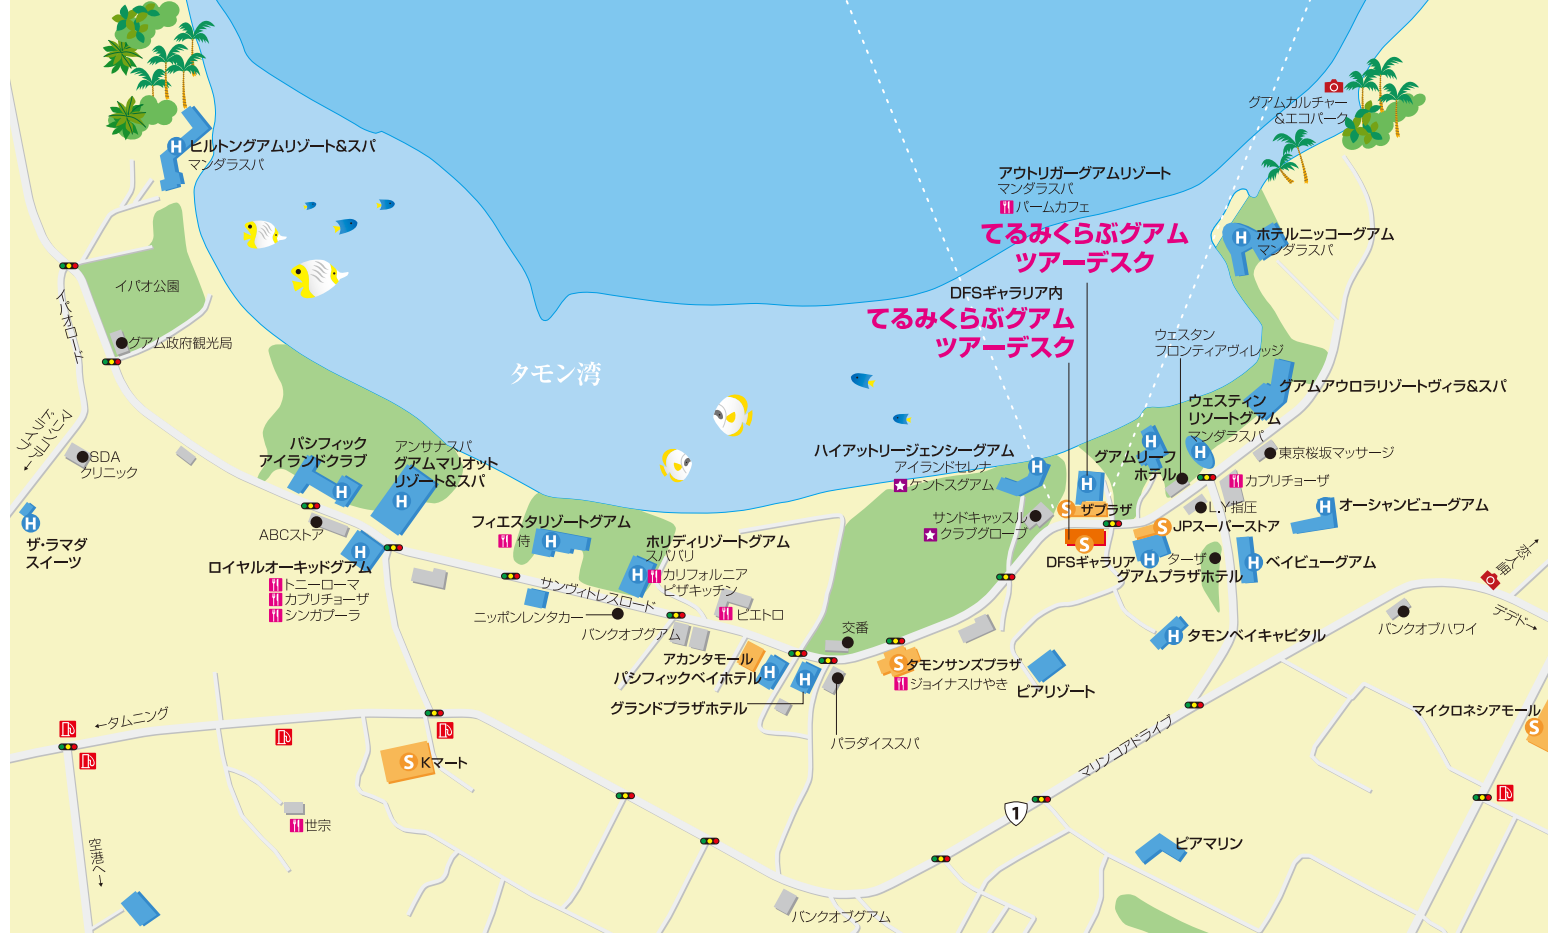 グアムカルチャー
&エコパーク
H ヒルトングアムリゾート&スパ
マンダラスパ
アウトリガーグアムリゾート
マンダラスパ
パームカフェ
てるみくらぶグアム
ツアーデスク
H ホテルニッコーグアム
マンダラスパ
イパオ公園
DFSギャラリア内
てるみくらぶグアム
ツアーデスク
イパオロード
グアム政府観光局
ウェスタン
フロンティアヴィレッジ
タモン湾
グアムアウロラリゾートヴィラ&スパ
ウェスティン
リゾートグアム
マンダラスパ
H
マリンコア
ドライブ
SDA
クリニック
パシフィック
アイランドクラブ
H
アンサナスパ
グアムマリオット
リゾート&スパ
H
ハイアットリージェンシーグアム
アイランドセレナ
ケントスグアム
H
グアムリーフ
ホテル
H
東京桜坂マッサージ
カプリチョーザ
H
ザ・ラマダ
スイーツ
ABCストア
フィエスタリゾートグアム
侍
H
サンドキャッスル
クラブグローブ
H
S ザプラザ
L.Y指圧
H
オーシャンビューグアム
S JPスーパーストア
ロイヤルオーキッドグアム
H
トニーローマ
カプリチョーザ
シンガプーラ
ホリデイリゾートグアム
スパバリ
カリフォルニア
ピザキッチン
H
S
DFSギャラリア
H
グアムプラザホテル
ターザ
H ベイビューグアム
恋人岬
サンヴィトレスロード
ニッポンレンタカー
バンクオブグアム
ピエトロ
交番
H タモンベイキャピタル
バンクオブハワイ
デデドー→
アカンタモール
パシフィックベイホテル
H
グランドプラザホテル
H
S タモンサンズプラザ
ジョイナスけやき
ピアリゾート
パラダイススパ
←タムニング
S Kマート
マイクロネシアモール
S
マリンコアドライブ
1
世宗
空港へ→
ピアマリン
バンクオブグアム